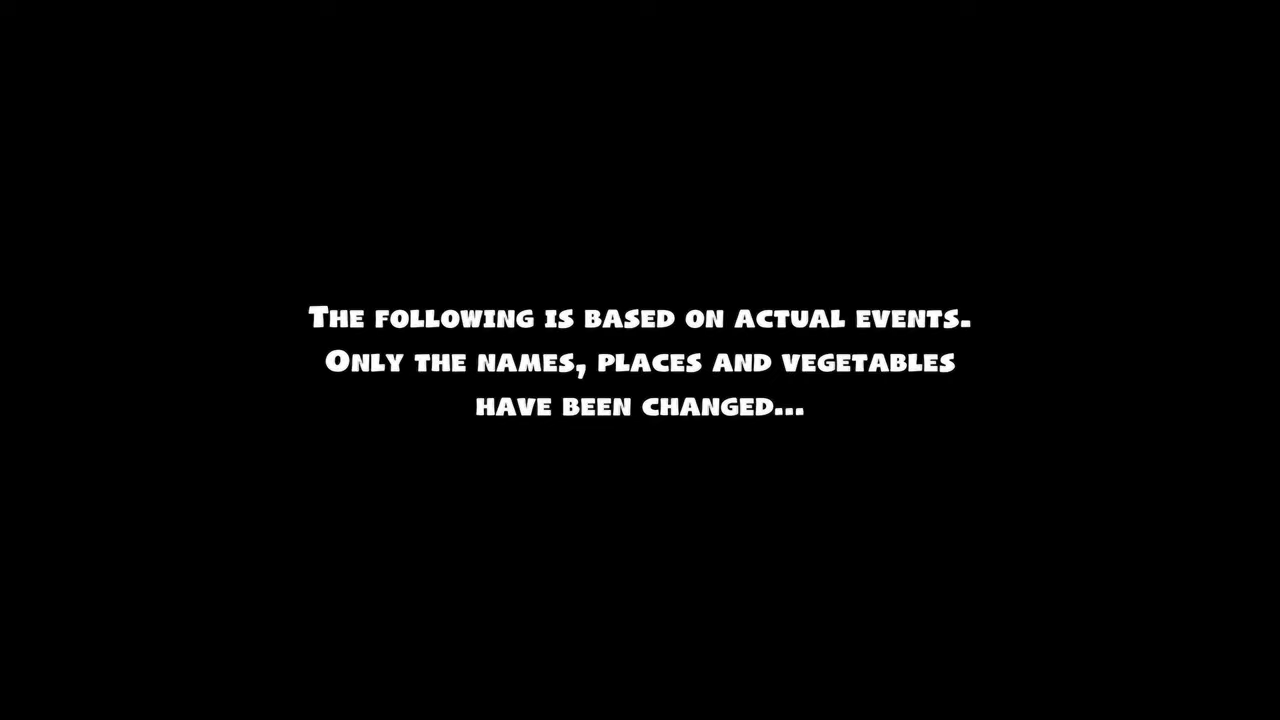 The following is based on actual events.
Only the names, places and vegetables
have been changed...